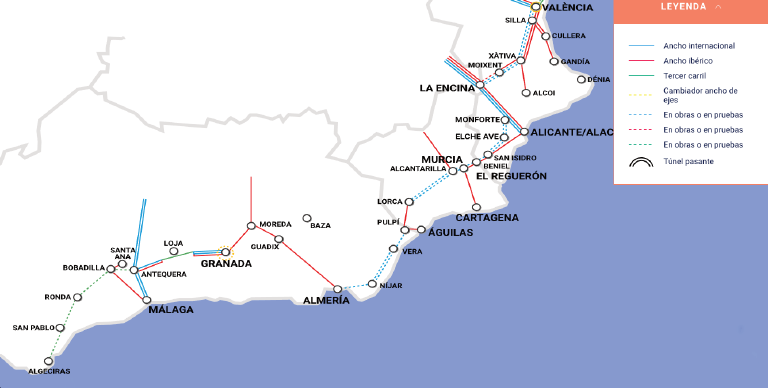 LEYENDA
Ancho internacional
Ancho ibérico
Tercer carril
Cambiador ancho de
ejes
En obras o en pruebas
En obras o en pruebas
En obras o en pruebas
Túnel pasante
VALÈNCIA
SILLA
CULLERA
XÀTIVA
MOIXENT
GANDÍA
DÉNIA
LA ENCINA
ALCOI
MONFORTE
ELCHE AVE
ALICANTE/ALAC
MURCIA
SAN ISIDRO
BENIEL
ALCANTARILLA
EL REGUERÓN
LORCA
CARTAGENA
PULPÍ
ÁGUILAS
VERA
MOREDA
BAZA
GUADIX
LOJA
SANTA
ANA
GRANADA
BOBADILLA
ANTEQUERA
NÍJAR
RONDA
ALMERÍA
MÁLAGA
SAN PABLO
ALGECIRAS